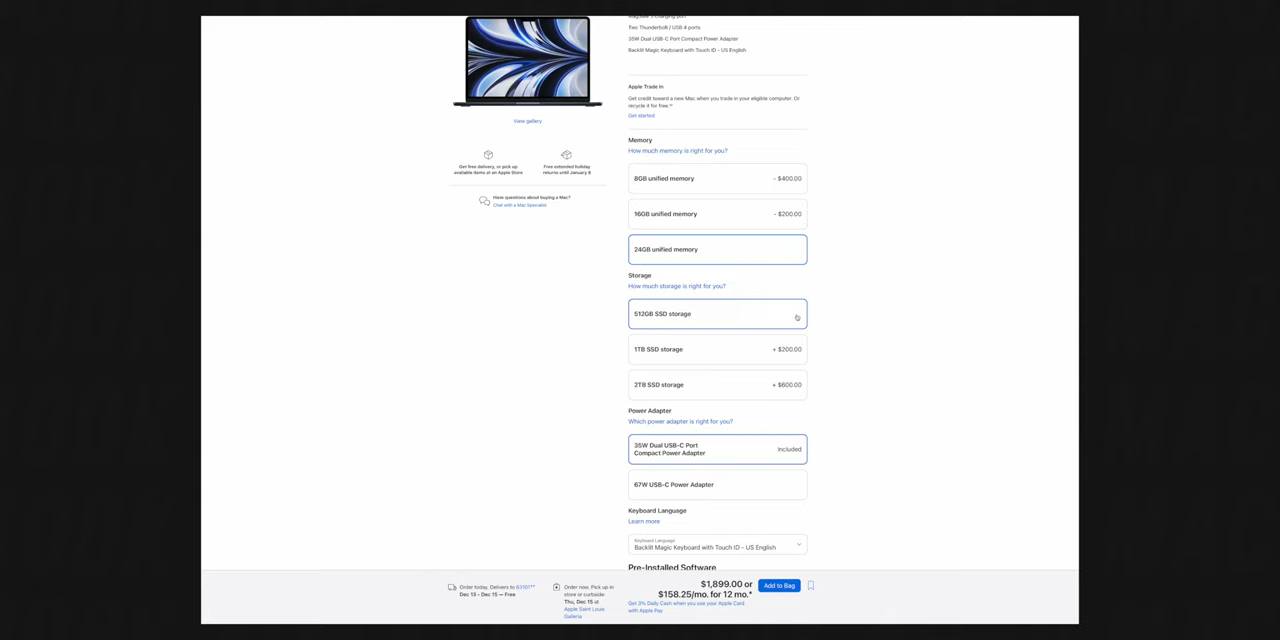 MagSafe 3 Charging port
Two Thunderbolt / USB 4 ports
35W Dual USB-C Port Compact Power Adapter
Backlit Magic Keyboard with Touch ID - US English
Apple Trade In
Get credit toward a new Mac when you trade in your eligible computer. Or
recycle it for free.**
Get started
View gallery
Get free delivery, or pick up
available items at an Apple Store
Free extended holiday
returns until January 8
Have questions about buying a Mac?
Chat with a Mac Specialist
Memory
How much memory is right for you?
8GB unified memory - $400.00
16GB unified memory - $200.00
24GB unified memory
Storage
How much storage is right for you?
512GB SSD storage
1TB SSD storage + $200.00
2TB SSD storage + $600.00
Power Adapter
Which power adapter is right for you?
35W Dual USB-C Port
Compact Power Adapter
Included
67W USB-C Power Adapter
Keyboard Language
Learn more
Keyboard Language
Backlit Magic Keyboard with Touch ID - US English
Pre-Installed Software
Order today. Delivers to 63101**
Dec 13 - Dec 15 — Free
Order now. Pick up in
store or curbside:
Thu, Dec 15 at
Apple Saint Louis
Galleria
$1,899.00 or
$158.25/mo. for 12 mo.*
Get 3% Daily Cash when you use your Apple Card
with Apple Pay
Add to Bag